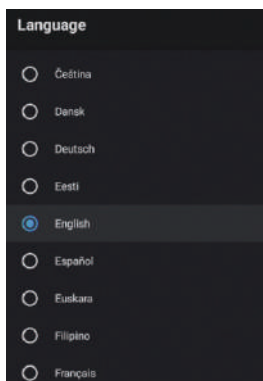 Language
Čeština
Dansk
Deutsch
Eesti
English
Español
Euskara
Filipino
Français